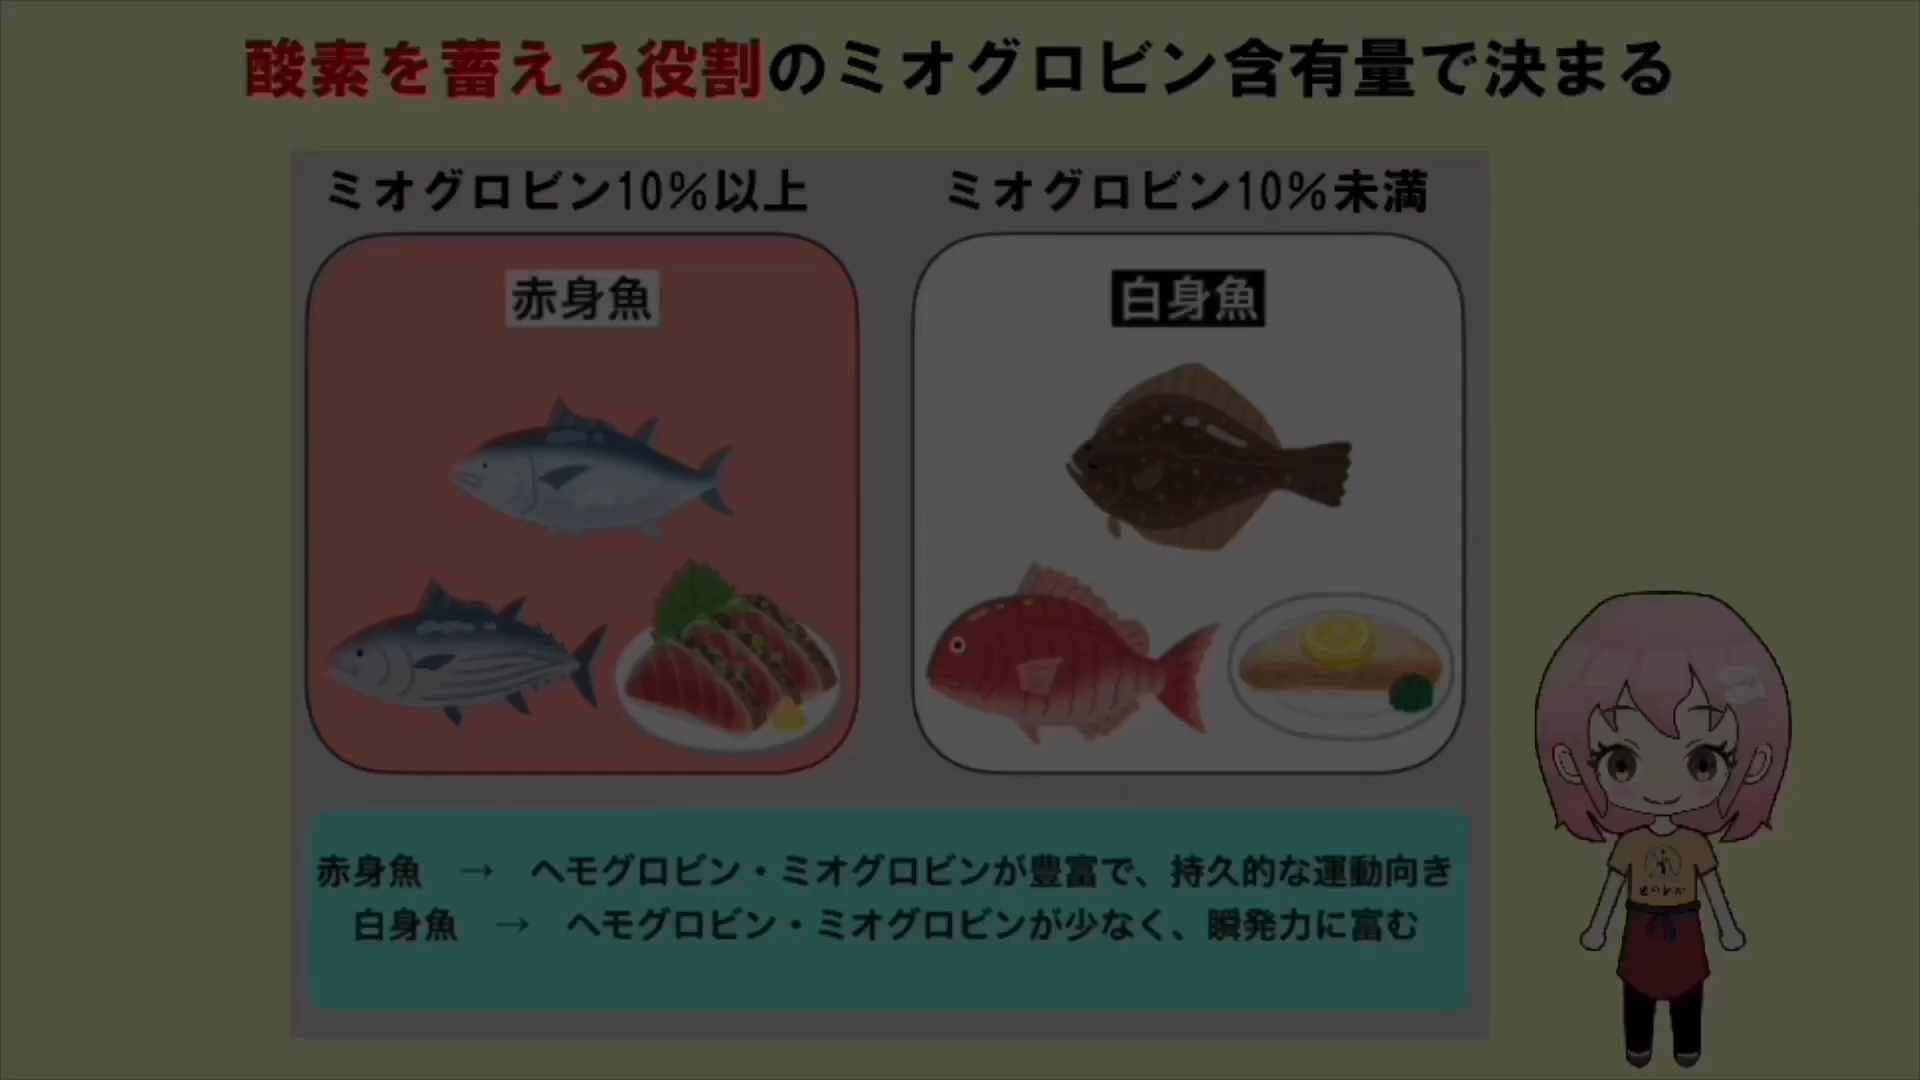 酸素を蓄える役割のミオグロビン含有量で決まる
ミオグロビン10%以上
ミオグロビン10%未満
赤身魚
白身魚
赤身魚 → ヘモグロビン・ミオグロビンが豊富で、持久的な運動向き
白身魚 → ヘモグロビン・ミオグロビンが少なく、瞬発力に富む